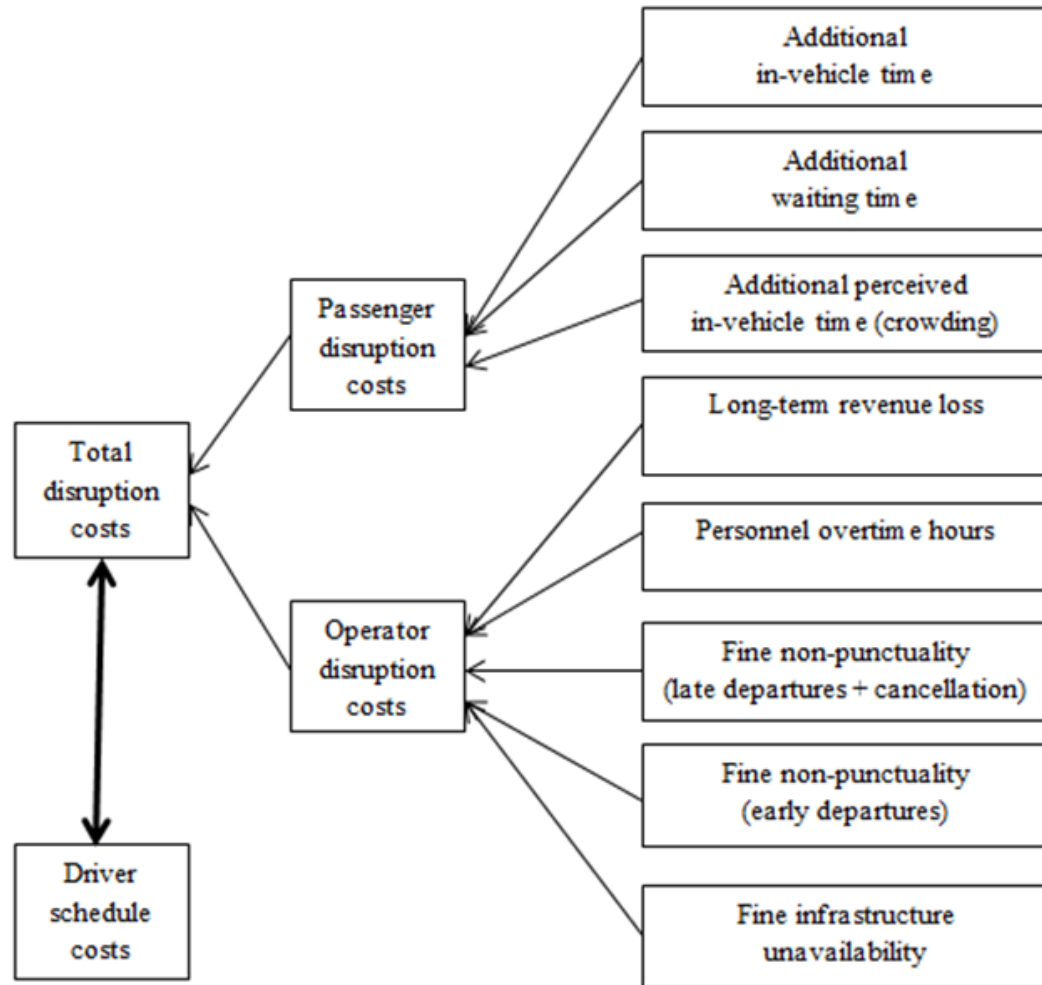 Additional
in-vehicle time
Additional
waiting time
Additional perceived
in-vehicle time (crowding)
Passenger
disruption
costs
Long-term revenue loss
Total
disruption
costs
Personnel overtime hours
Operator
disruption
costs
Fine non-punctuality
(late departures + cancellation)
Fine non-punctuality
(early departures)
Driver
schedule
costs
Fine infrastructure
unavailability